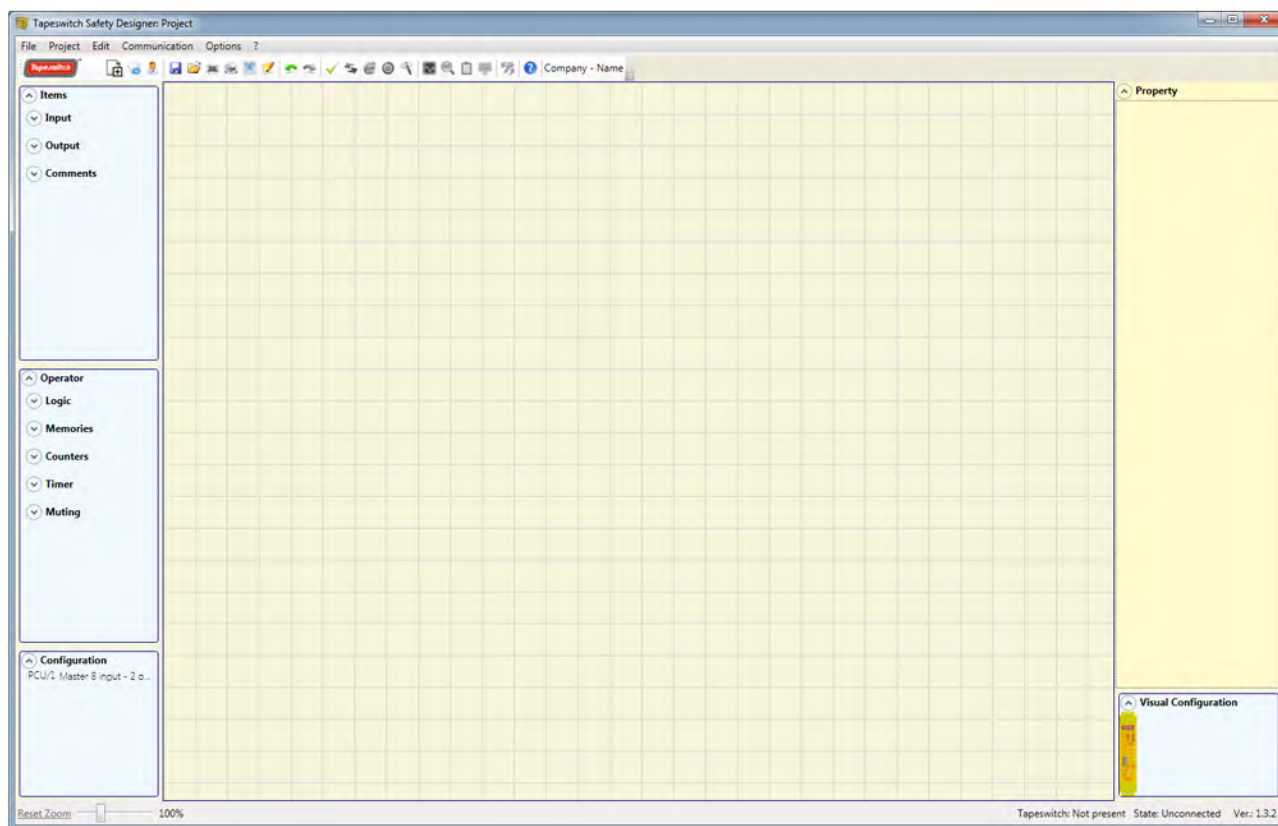 Tapeswitch Safety Designer: Project
File Project Edit Communication Options ?
Tapeswitch Company - Name
Items
Input
Output
Comments
Operator
Logic
Memories
Counters
Timer
Muting
Configuration
PCU/1 Master 8 input - 2 o...
Property
Visual Configuration
Reset Zoom 100% Tapeswitch: Not present State: Unconnected Ver.: 1.3.2